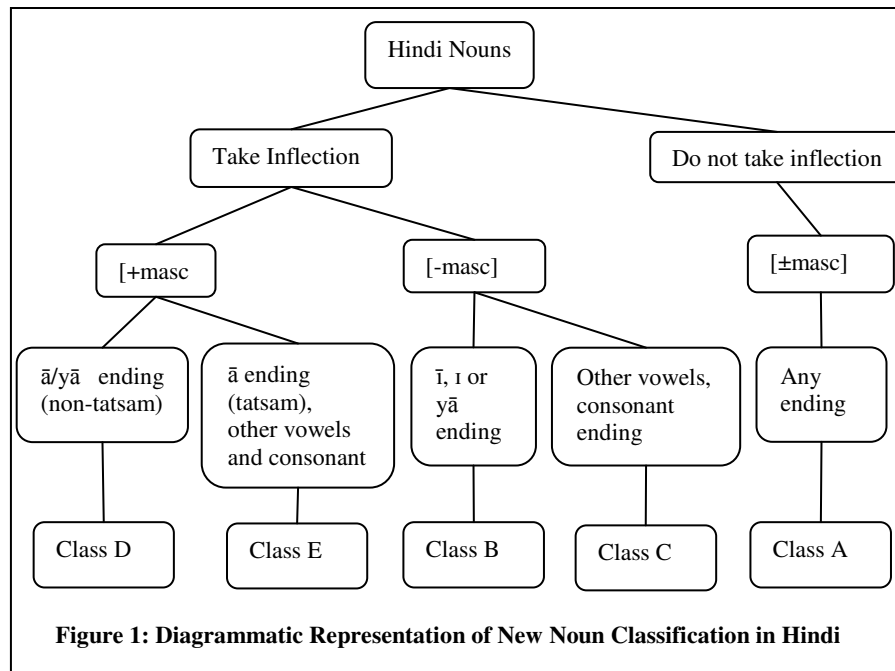 Hindi Nouns
Take Inflection
Do not take inflection
[+masc
[-masc]
[±masc]
ā/yā ending
(non-tatsam)
ā ending
(tatsam),
other vowels
and consonant
ī, ɪ or
yā
ending
Other vowels,
consonant
ending
Any
ending
Class D
Class E
Class B
Class C
Class A
Figure 1: Diagrammatic Representation of New Noun Classification in Hindi